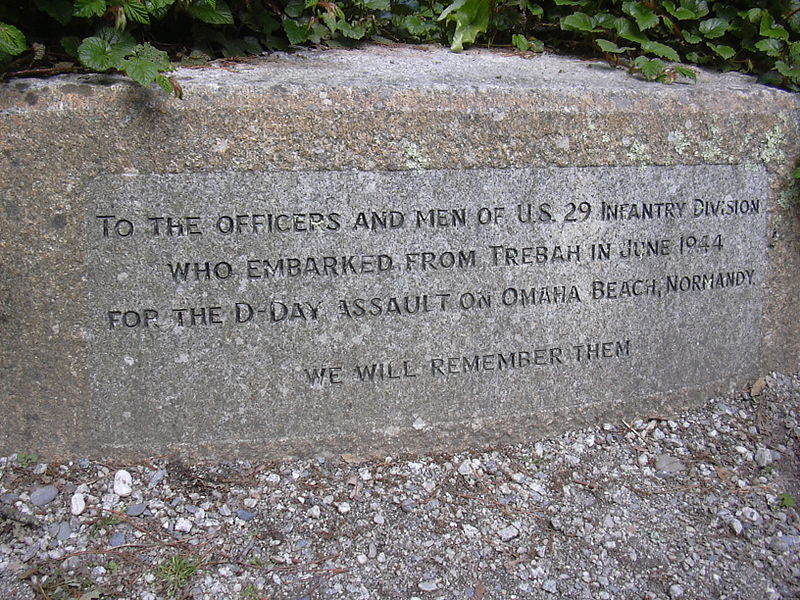 TO THE OFFICERS AND MEN OF U.S. 29 INFANTRY DIVISION
WHO EMBARKED FROM TREBAH IN JUNE 1944
FOR THE D-DAY ASSAULT ON OMAHA BEACH, NORMANDY.
WE WILL REMEMBER THEM